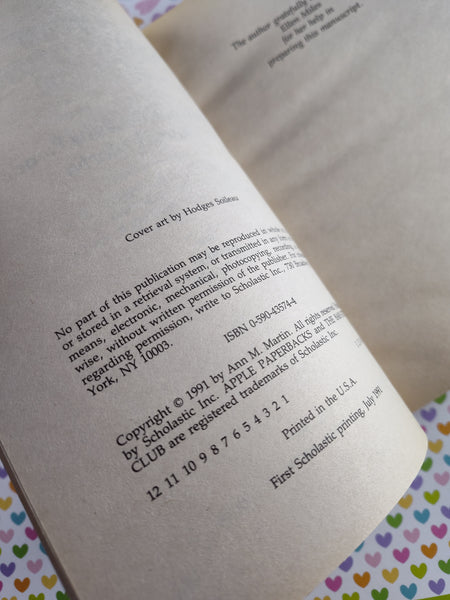 The author gratefully
Ellen Miles
for her help in
preparing this manuscript.
Cover art by Hodges Soileau
No part of this publication may be reproduced in whole
or stored in a retrieval system, or transmitted in any form
means, electronic, mechanical, photocopying, recording,
wise, without written permission of the publisher. For
regarding permission, write to Scholastic Inc., 730
York, NY 10003.
ISBN 0-590-43574-4
Copyright © 1991 by Ann M. Martin. All rights reserved.
by Scholastic Inc. APPLE PAPERBACKS and THE
CLUB are registered trademarks of Scholastic Inc.
12 11 10 9 8 7 6 5 4 3 2 1
Printed in the U.S.A.
First Scholastic printing, July 1991